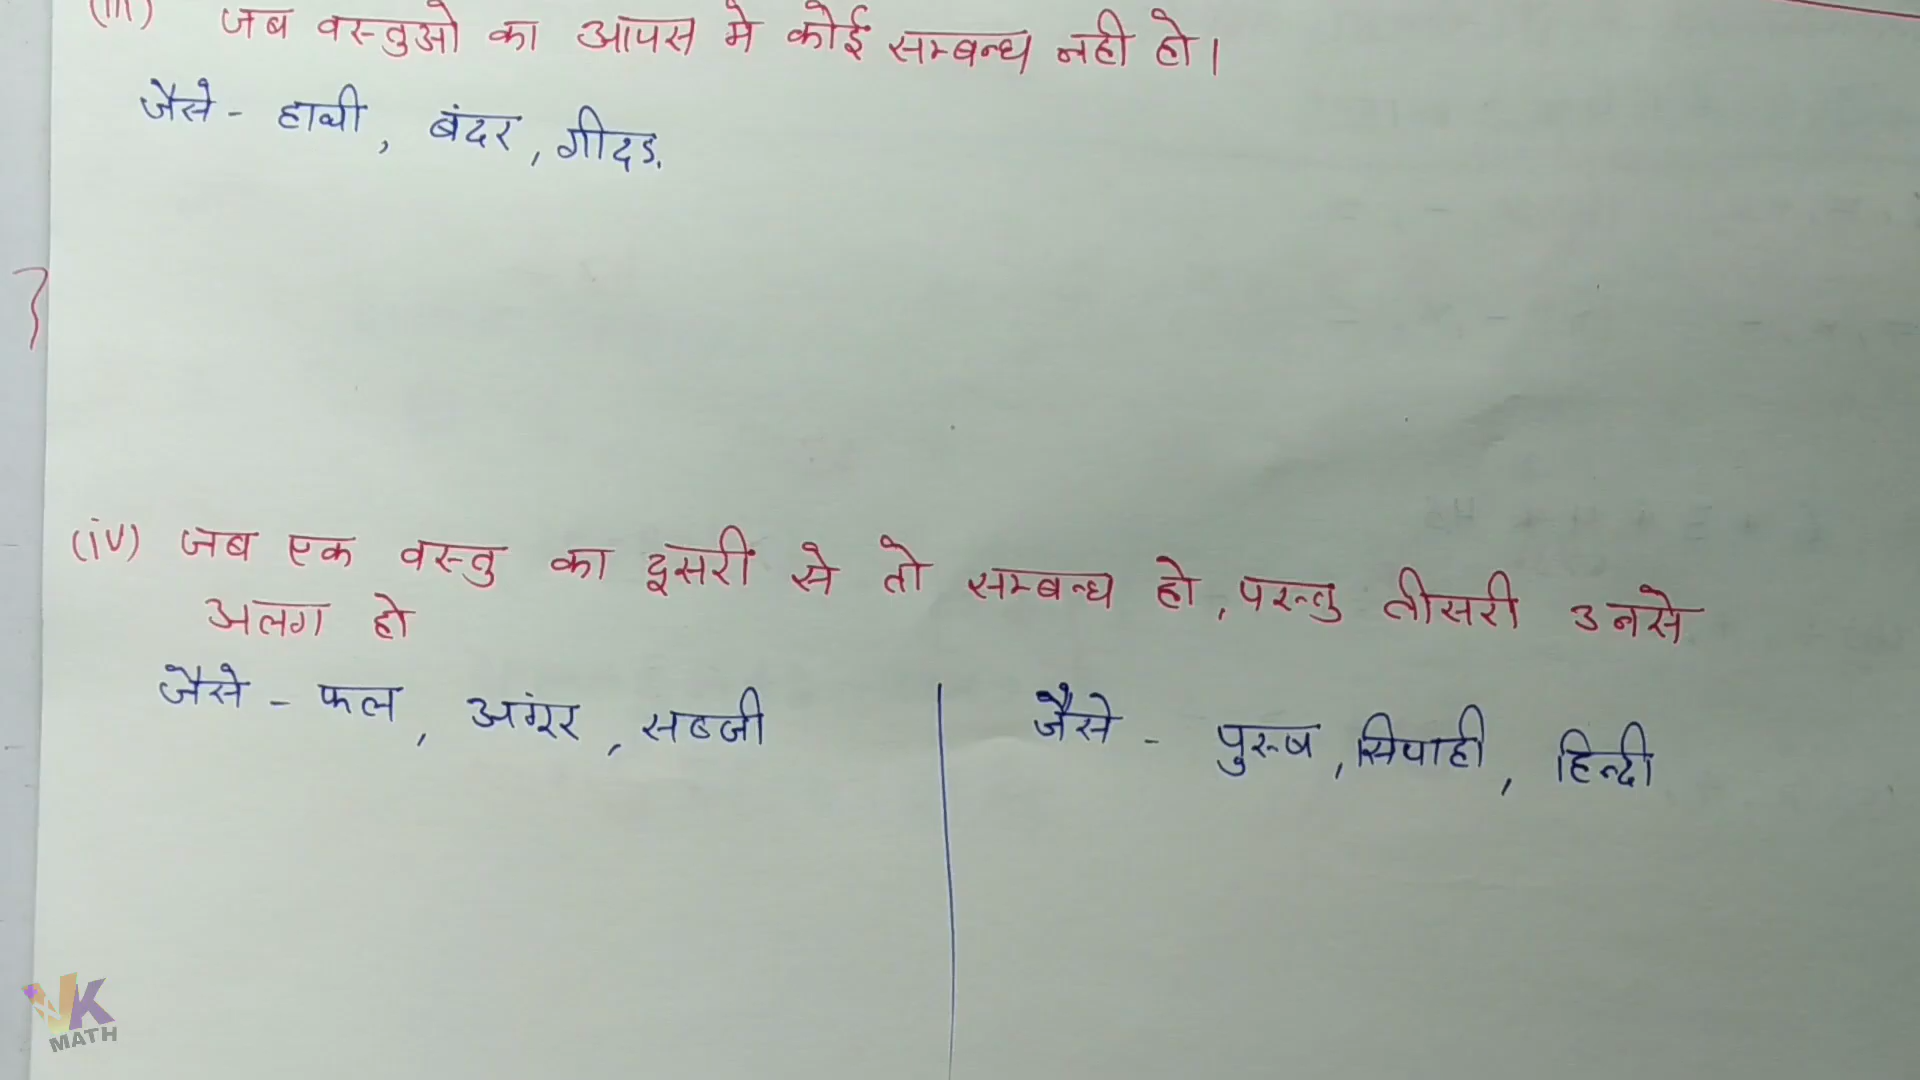 (iii) जब वस्तुओ का आपस मे कोई सम्बन्ध नही हो।
जैसे - हाथी, बंदर, गीदड.
(iv) जब एक वस्तु का दूसरी से तो सम्बन्ध हो, परन्तु तीसरी उनसे
अलग हो
जैसे - फल, अंगूर, सब्जी
जैसे - पुरूष, सिपाही, हिन्दी
VK
MATH